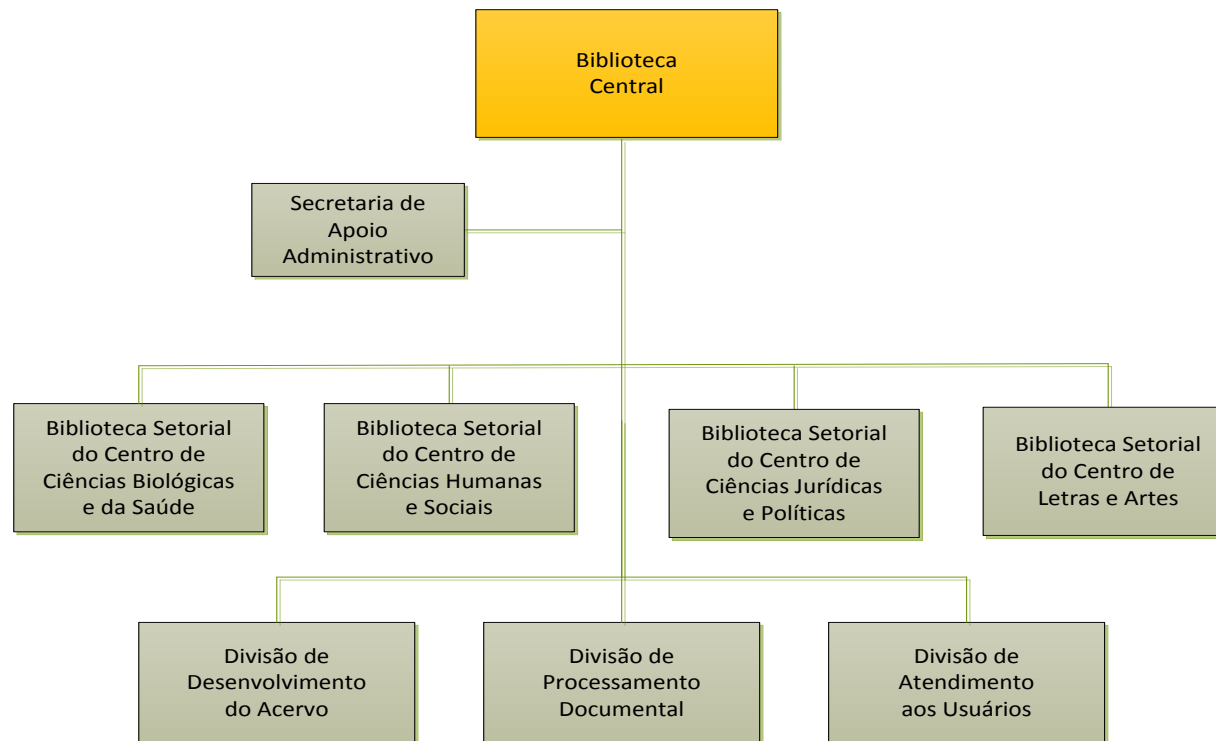 Biblioteca
Central
Secretaria de
Apoio
Administrativo
Biblioteca Setorial
do Centro de
Ciências Biológicas
e da Saúde
Biblioteca Setorial
do Centro de
Ciências Humanas
e Sociais
Biblioteca Setorial
do Centro de
Ciências Jurídicas
e Políticas
Biblioteca Setorial
do Centro de
Letras e Artes
Divisão de
Desenvolvimento
do Acervo
Divisão de
Processamento
Documental
Divisão de
Atendimento
aos Usuários